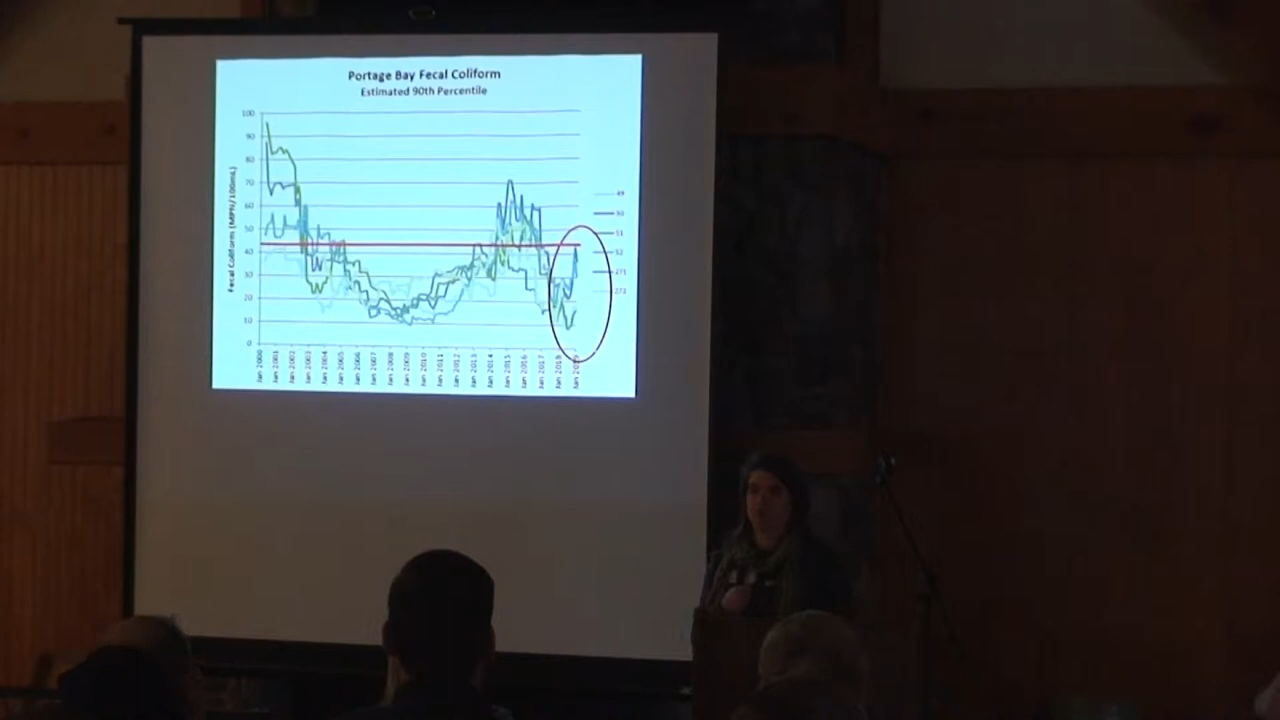 Portage Bay Fecal Coliform
Estimated 90th Percentile
Fecal Coliform (MPN/100mL)
100
90
80
70
60
50
40
30
20
10
0
Jan 2000
Jan 2001
Jan 2002
Jan 2003
Jan 2004
Jan 2005
Jan 2006
Jan 2007
Jan 2008
Jan 2009
Jan 2010
Jan 2011
Jan 2012
Jan 2013
Jan 2014
Jan 2015
Jan 2016
Jan 2017
Jan 2018
Jan 2019
49
50
51
52
271